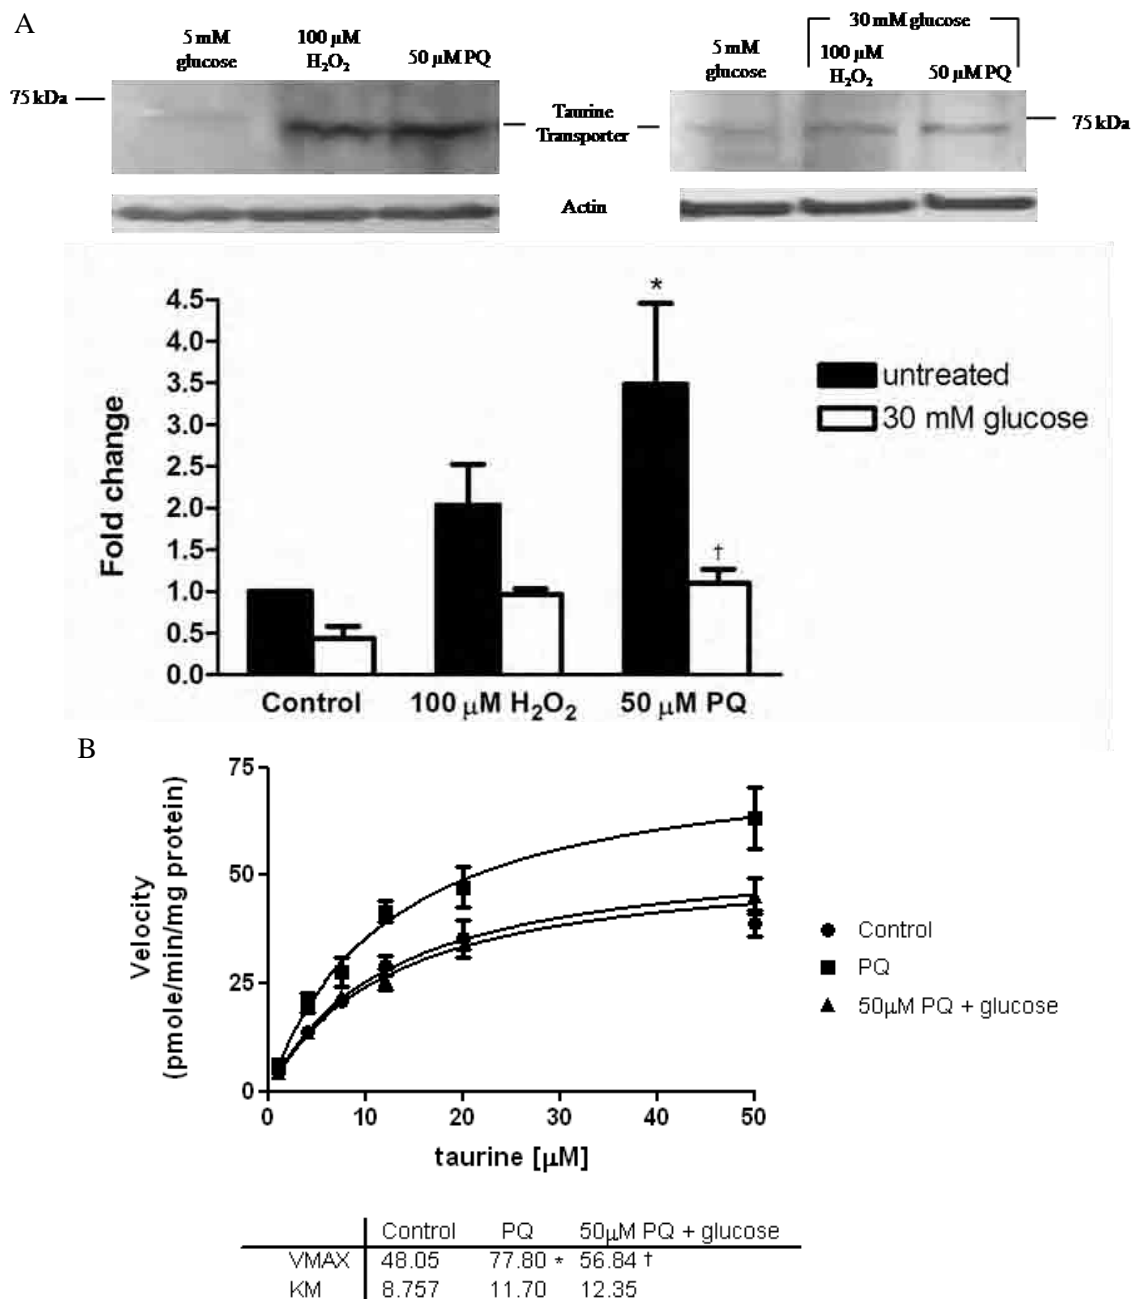 A
5 mM
glucose
100 µM
H₂O₂
50 µM PQ
30 mM glucose
5 mM
glucose
100 µM
H₂O₂
50 µM PQ
75 kDa
Taurine
Transporter
75 kDa
Actin
4.5
4.0
3.5
3.0
2.5
2.0
1.5
1.0
0.5
0.0
Fold change
*
†
untreated
30 mM glucose
Control
100 µM H₂O₂
50 µM PQ
B
75
50
25
0
Velocity
(pmole/min/mg protein)
0 10 20 30 40 50
taurine [µM]
Control
PQ
50µM PQ + glucose
Control PQ 50µM PQ + glucose
VMAX 48.05 77.80 * 56.84 †
KM 8.757 11.70 12.35